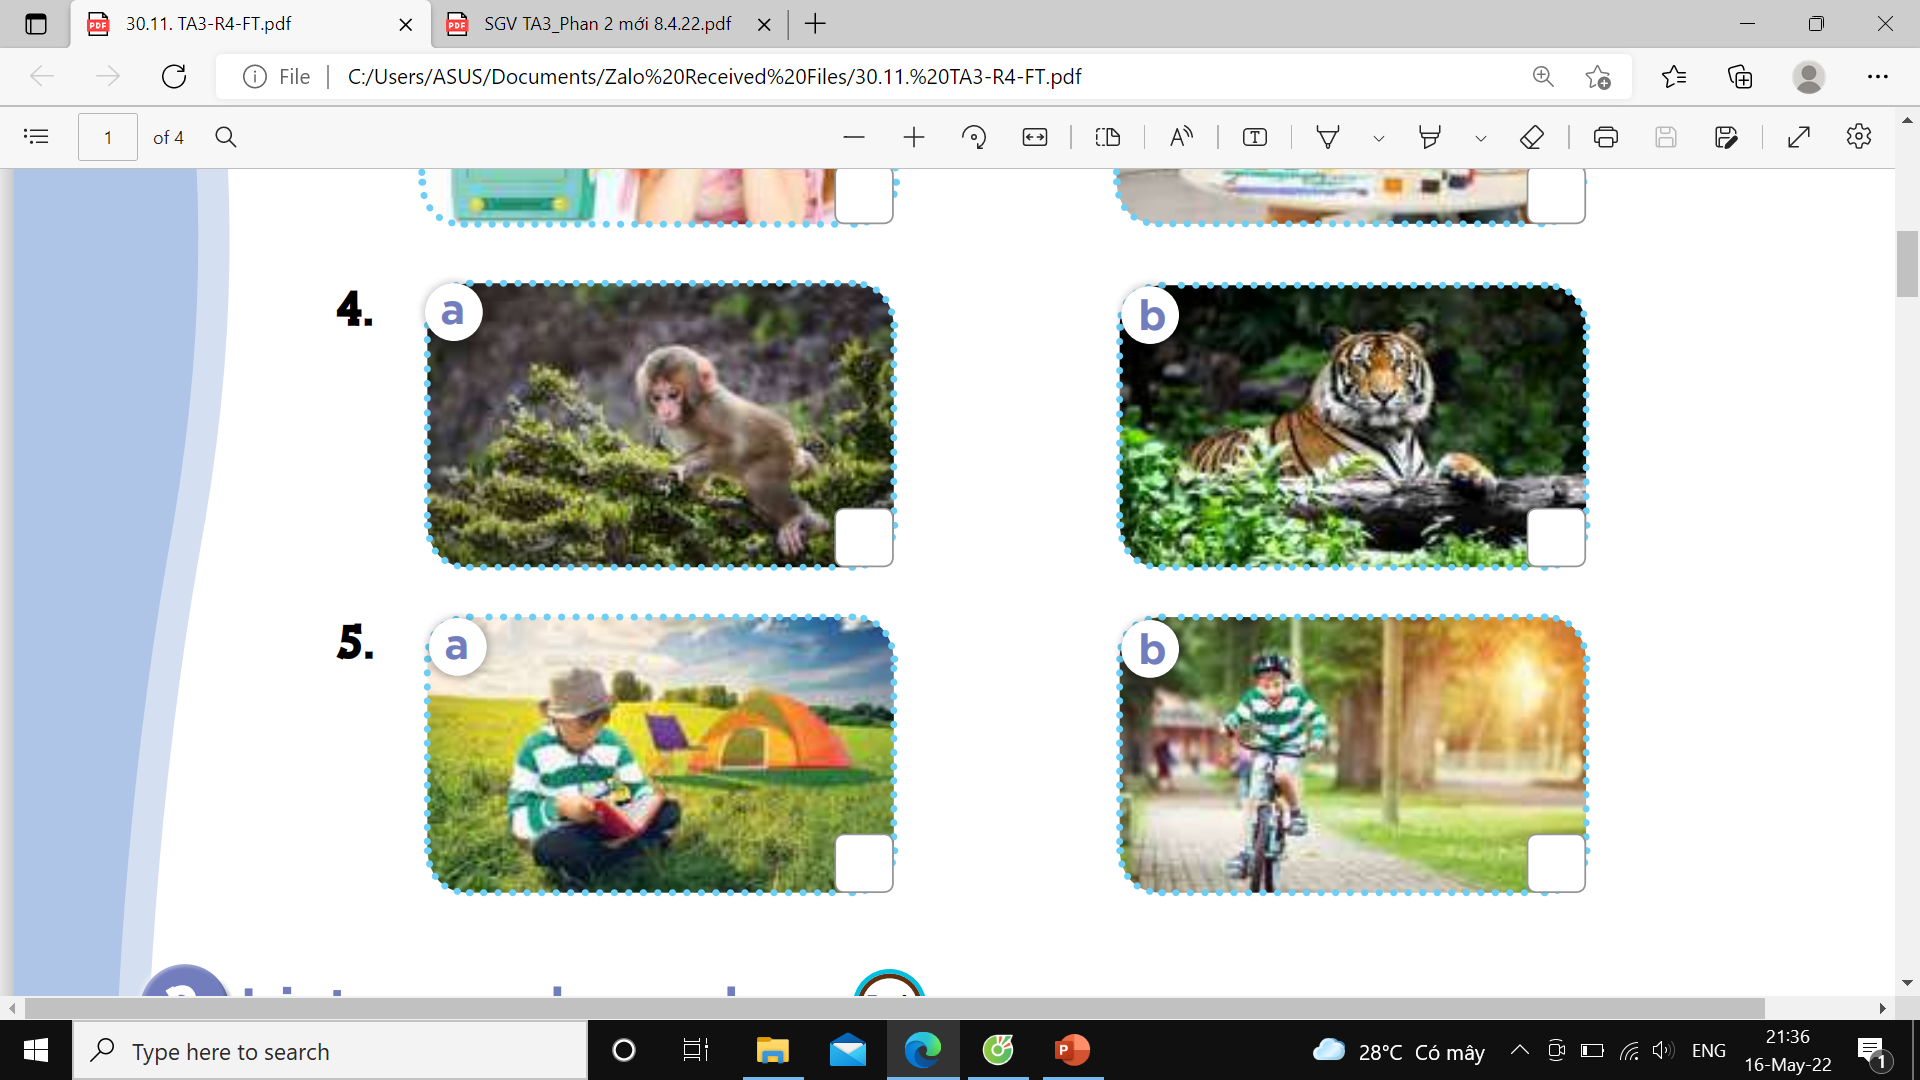 30.11. TA3-R4-FT.pdf
SGV TA3_Phan 2 mới 8.4.22.pdf
File
C:/Users/ASUS/Documents/Zalo%20Received%20Files/30.11.%20TA3-R4-FT.pdf
1 of 4
4.
a
b
5.
a
b
Type here to search
28°C Có mây
ENG
21:36
16-May-22
1